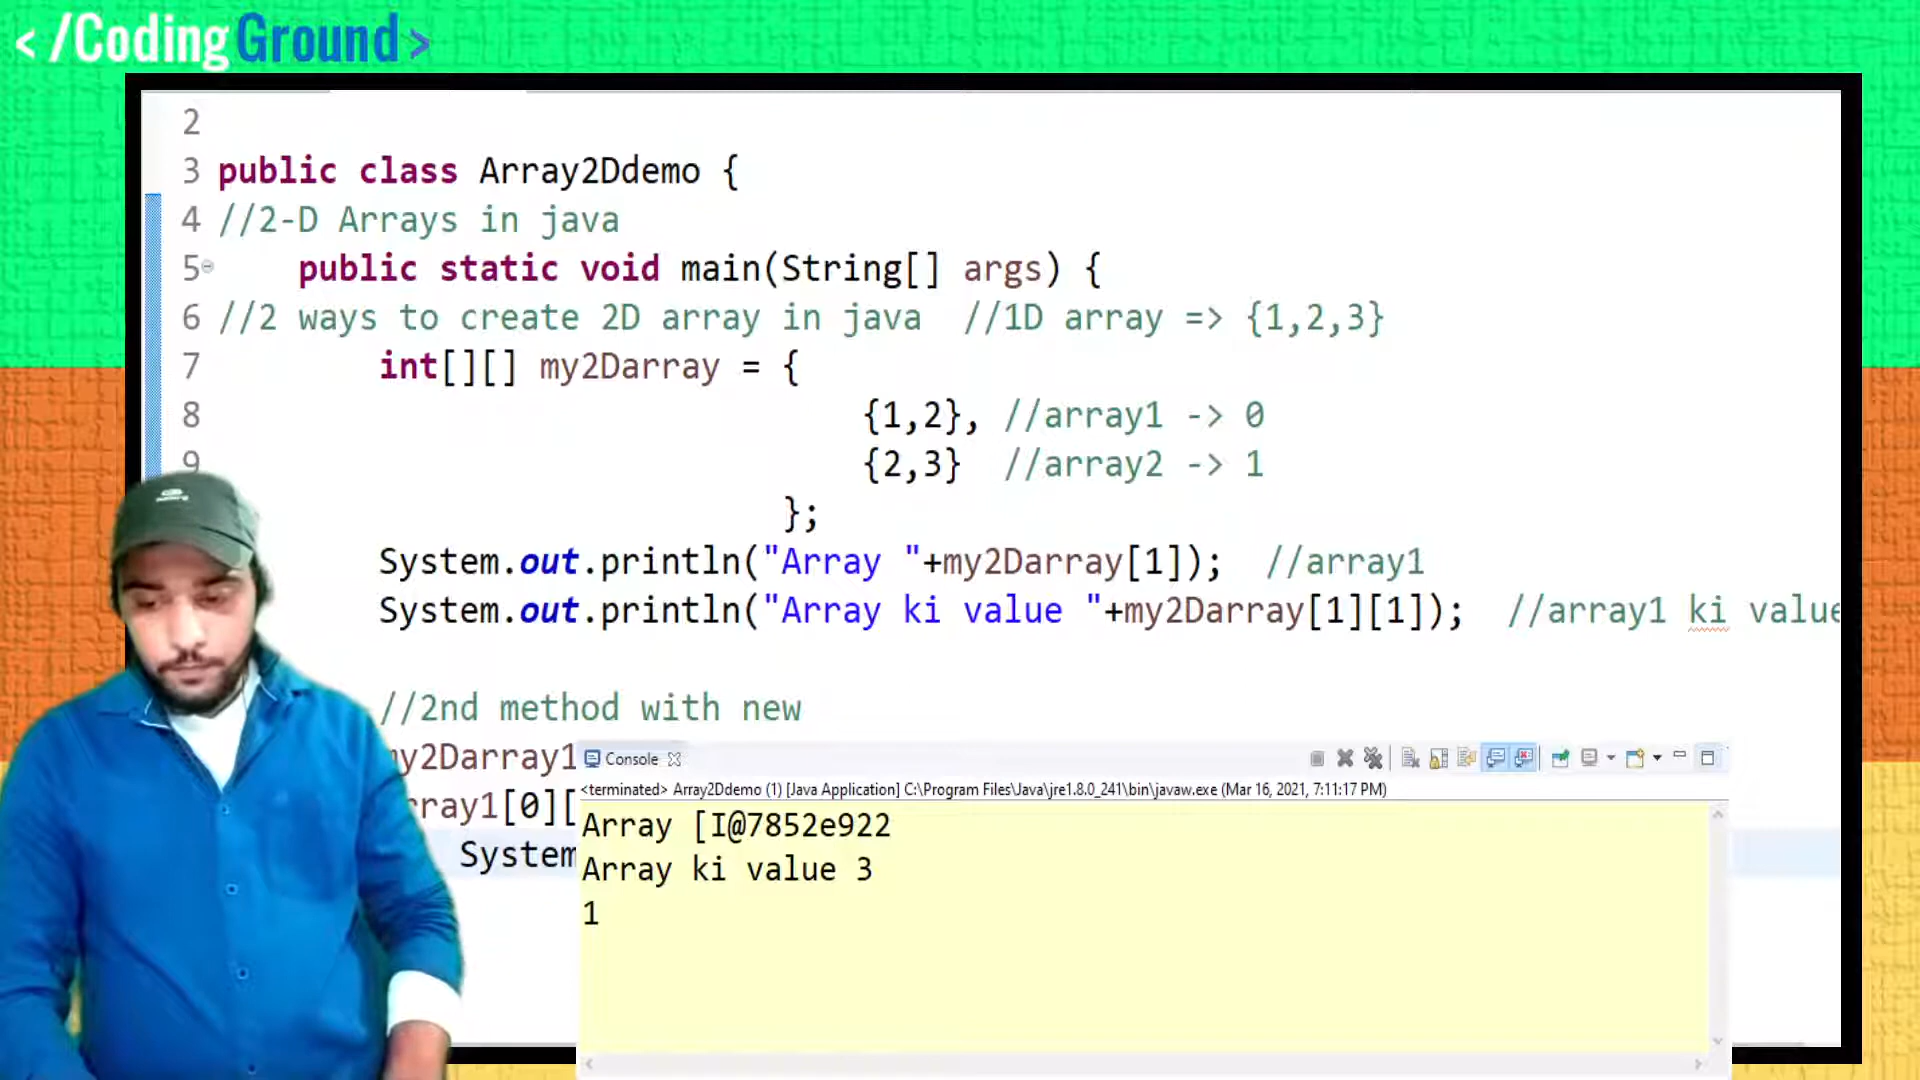 </CodingGround>
2
3 public class Array2Ddemo {
4 //2-D Arrays in java
5 public static void main(String[] args) {
6 //2 ways to create 2D array in java //1D array => {1,2,3}
7 int[][] my2Darray = {
8 {1,2}, //array1 -> 0
9 {2,3} //array2 -> 1
};
System.out.println("Array "+my2Darray[1]); //array1
System.out.println("Array ki value "+my2Darray[1][1]); //array1 ki value
//2nd method with new
my2Darray1
rray1[0][
System
Console
<terminated> Array2Ddemo (1) [Java Application] C:\Program Files\Java\jre1.8.0_241\bin\javaw.exe (Mar 16, 2021, 7:11:17 PM)
Array [I@7852e922
Array ki value 3
1